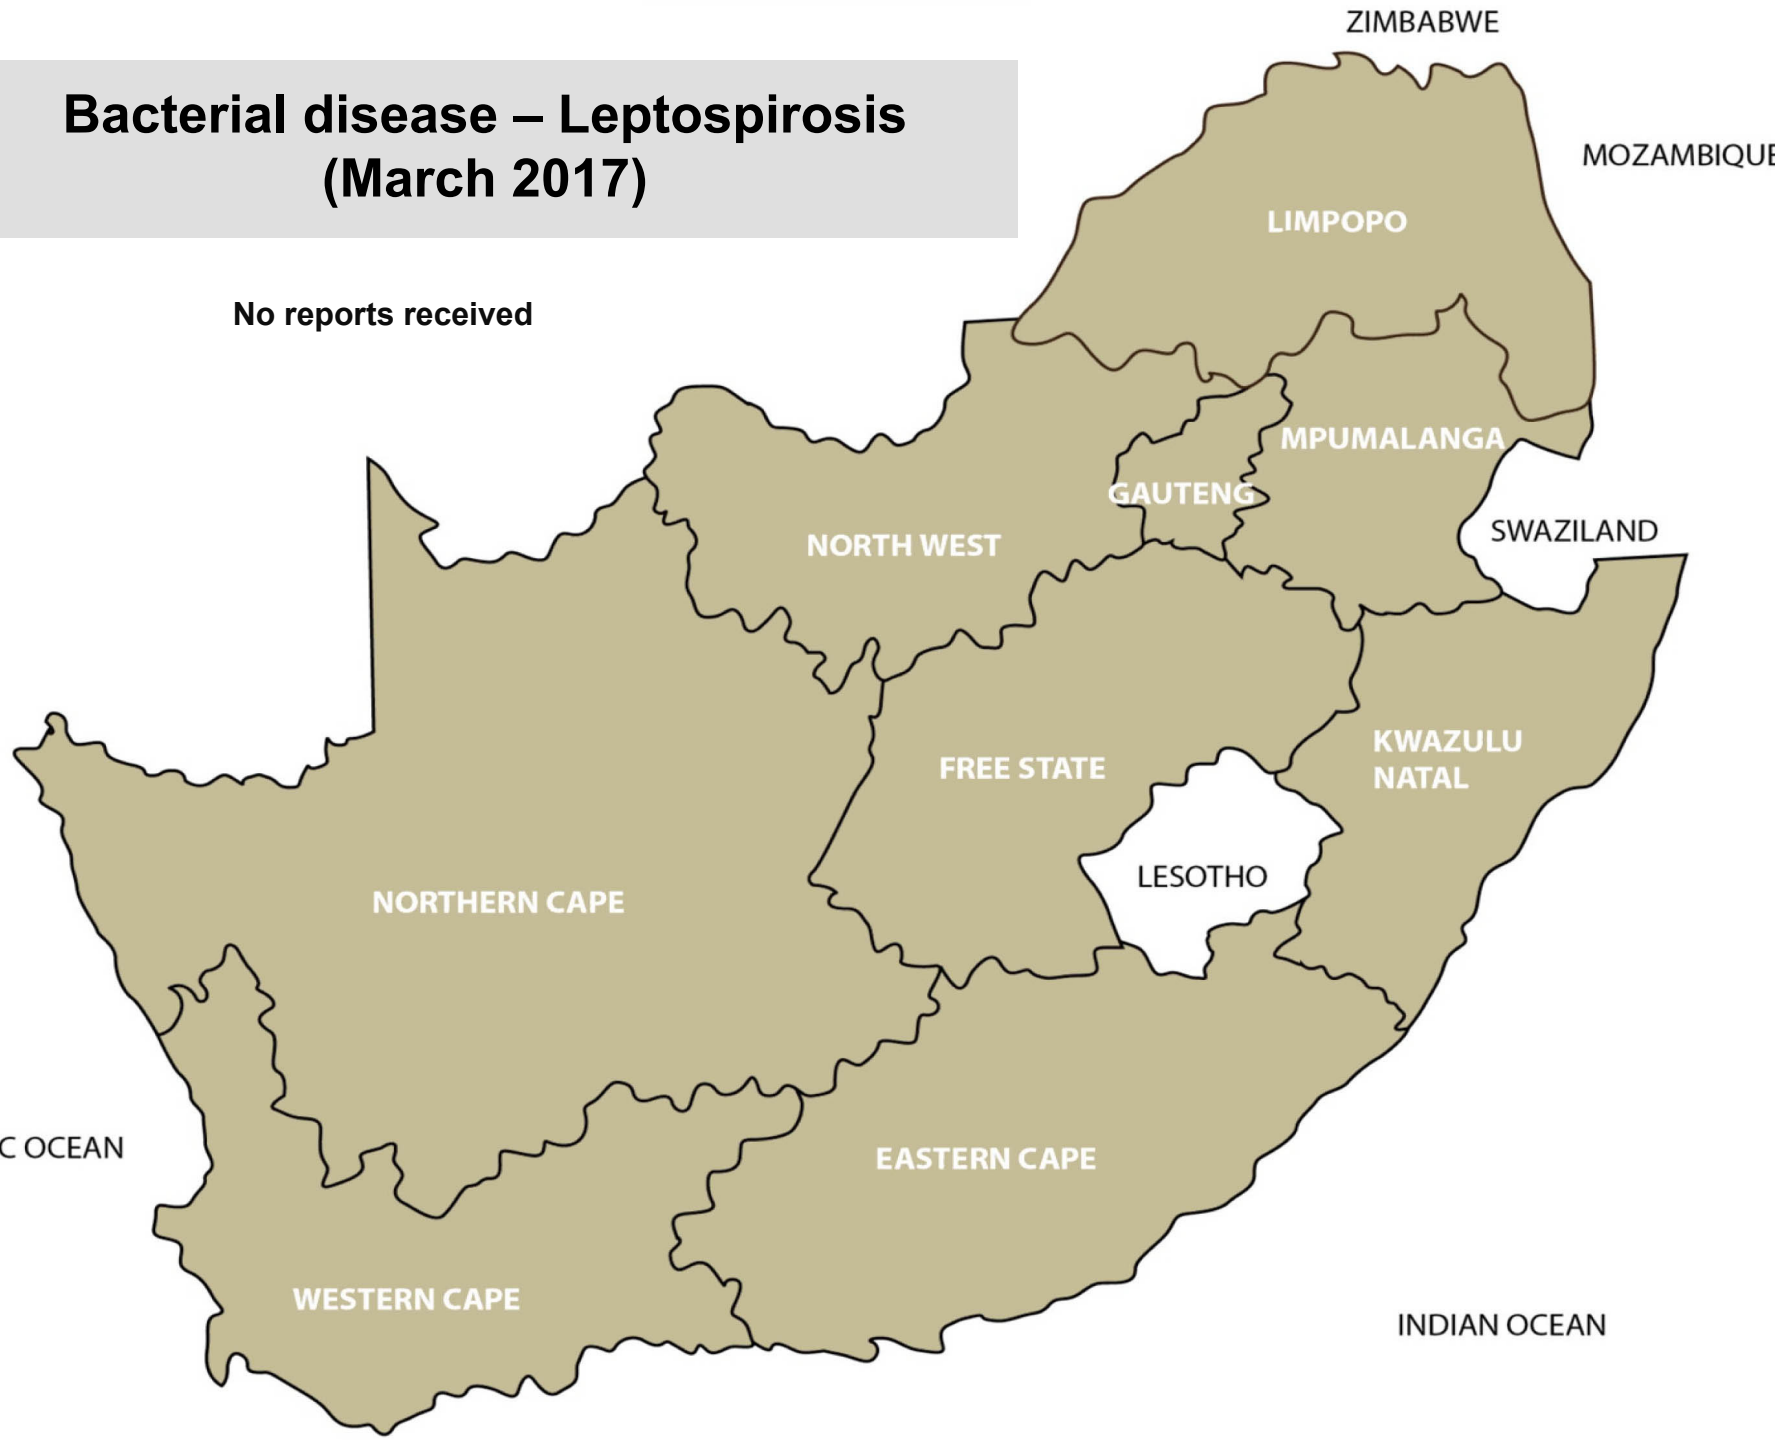 ZIMBABWE
Bacterial disease – Leptospirosis
(March 2017)
MOZAMBIQUE
LIMPOPO
No reports received
MPUMALANGA
GAUTENG
SWAZILAND
NORTH WEST
KWAZULU
NATAL
FREE STATE
LESOTHO
NORTHERN CAPE
C OCEAN
EASTERN CAPE
WESTERN CAPE
INDIAN OCEAN